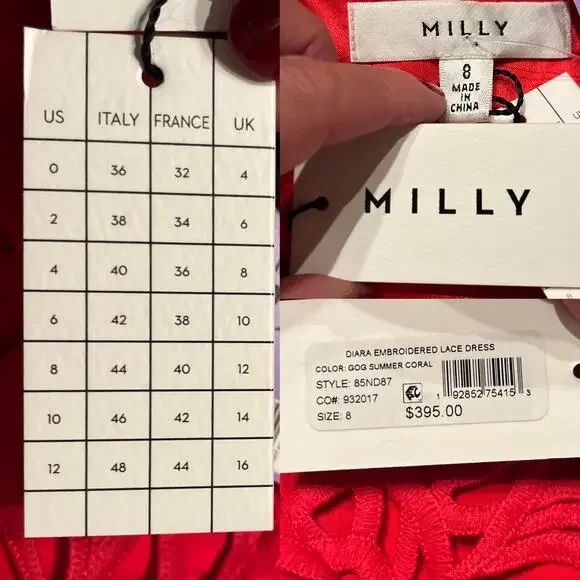 US ITALY FRANCE UK
0 36 32 4
2 38 34 6
4 40 36 8
6 42 38 10
8 44 40 12
10 46 42 14
12 48 44 16
MILLY
8
MADE
IN
CHINA
MILLY
DIARA EMBROIDERED LACE DRESS
COLOR: GOG SUMMER CORAL
STYLE: 85ND87
CO#: 932017
1 92852 75415 3
SIZE: 8
$395.00